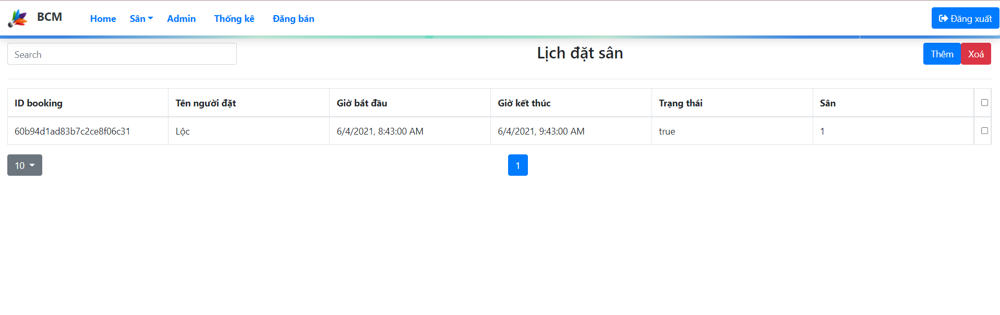 BCM Home Sân Admin Thống kê Đăng bán Đăng xuất
Search Lịch đặt sân Thêm Xoá
ID booking Tên người đặt Giờ bắt đầu Giờ kết thúc Trạng thái Sân
60b94d1ad83b7c2ce8f06c31 Lộc 6/4/2021, 8:43:00 AM 6/4/2021, 9:43:00 AM true 1
10 1